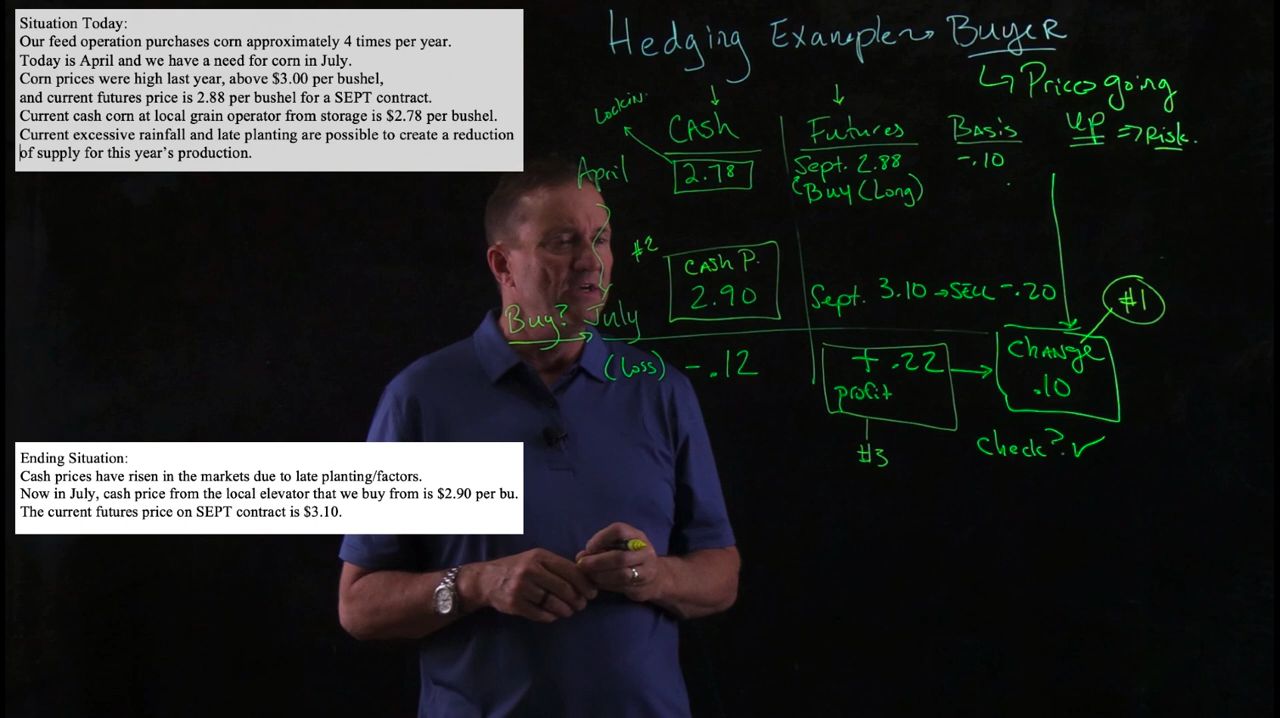 Situation Today:
Our feed operation purchases corn approximately 4 times per year.
Today is April and we have a need for corn in July.
Corn prices were high last year, above $3.00 per bushel,
and current futures price is 2.88 per bushel for a SEPT contract.
Current cash corn at local grain operator from storage is $2.78 per bushel.
Current excessive rainfall and late planting are possible to create a reduction
of supply for this year's production.
Hedging Example → Buyer
↳ Prices going
up ⇒ Risk.
Lockin.
CASH
Futures
Basis
April
2.78
Sept. 2.88
-.10
(Buy (Long)
#2
CASH P.
2.90
Sept. 3.10 → SELL -.20
#1
Buy? July
(Loss) -.12
+.22
profit
CHANGE
.10
#3
Check? ✓
Ending Situation:
Cash prices have risen in the markets due to late planting/factors.
Now in July, cash price from the local elevator that we buy from is $2.90 per bu.
The current futures price on SEPT contract is $3.10.